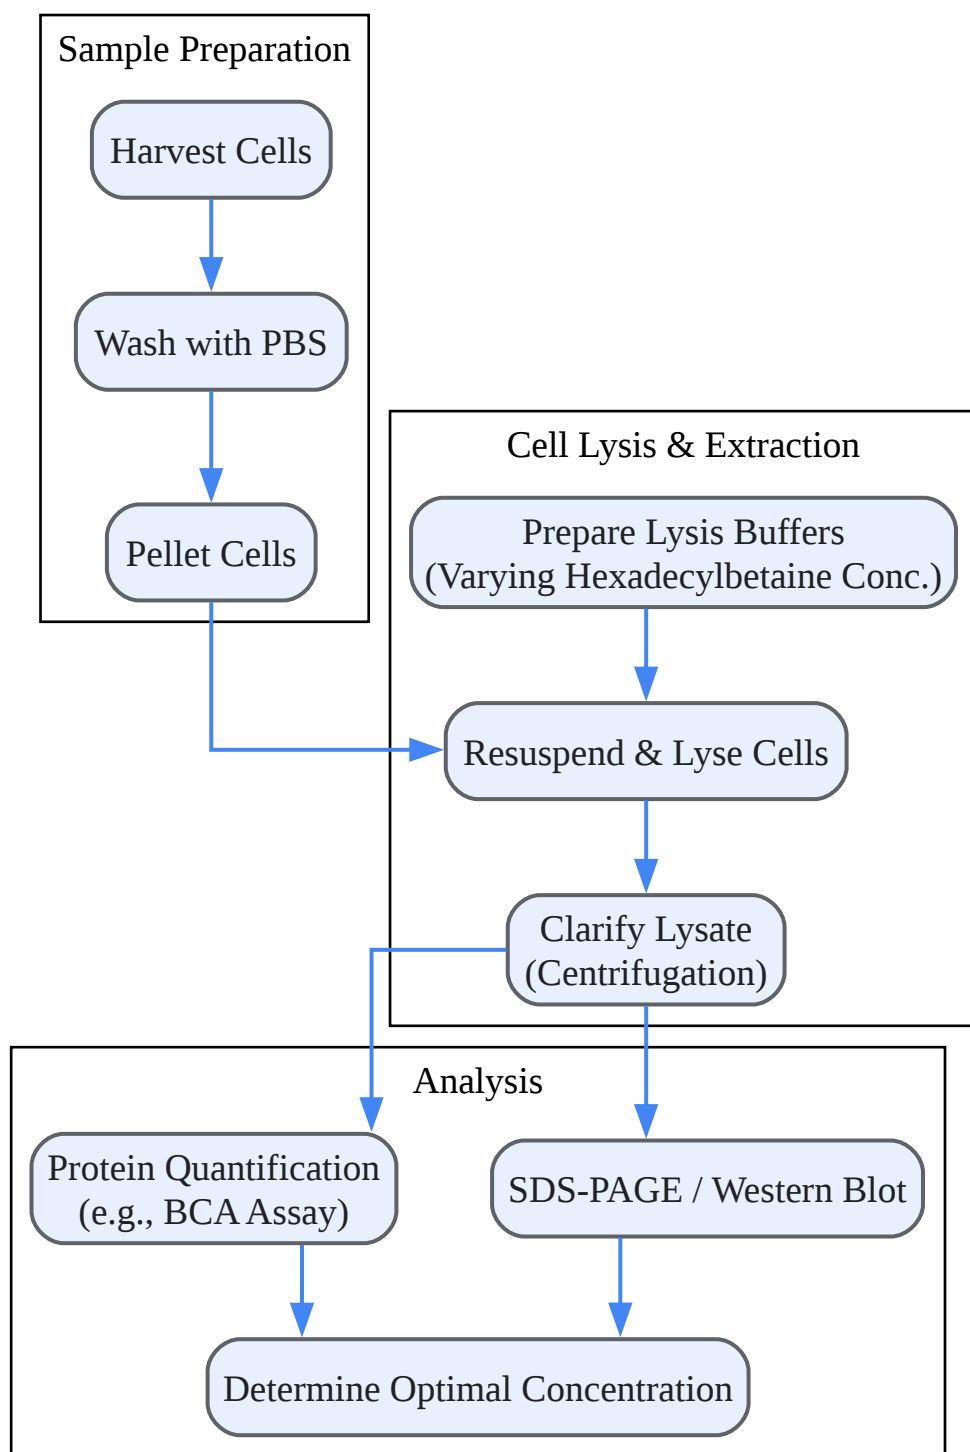 Sample Preparation
Harvest Cells
Wash with PBS
Pellet Cells
Cell Lysis & Extraction
Prepare Lysis Buffers
(Varying Hexadecylbetaine Conc.)
Resuspend & Lyse Cells
Clarify Lysate
(Centrifugation)
Analysis
Protein Quantification
(e.g., BCA Assay)
SDS-PAGE / Western Blot
Determine Optimal Concentration